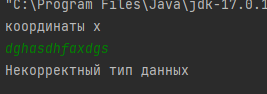 "C:\Program Files\Java\jdk-17.0.1
координаты x
dghasdhfaxdgs
Некорректный тип данных